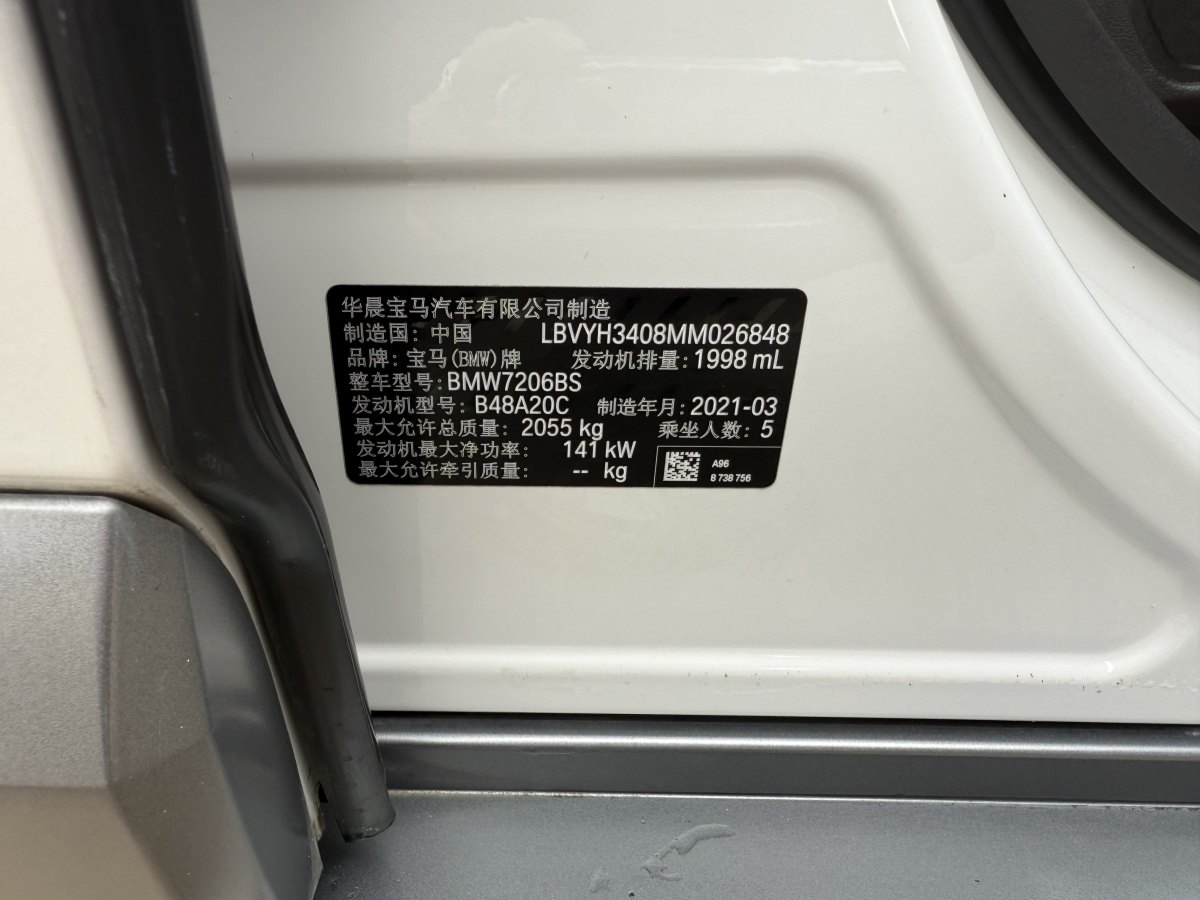 华晨宝马汽车有限公司制造
制造国: 中国 LBVYH3408MM026848
品牌: 宝马(BMW)牌 发动机排量: 1998 mL
整车型号: BMW7206BS
发动机型号: B48A20C 制造年月: 2021-03
最大允许总质量: 2055 kg 乘坐人数: 5
发动机最大净功率: 141 kW
最大允许牵引质量: -- kg
A96
8 738 756